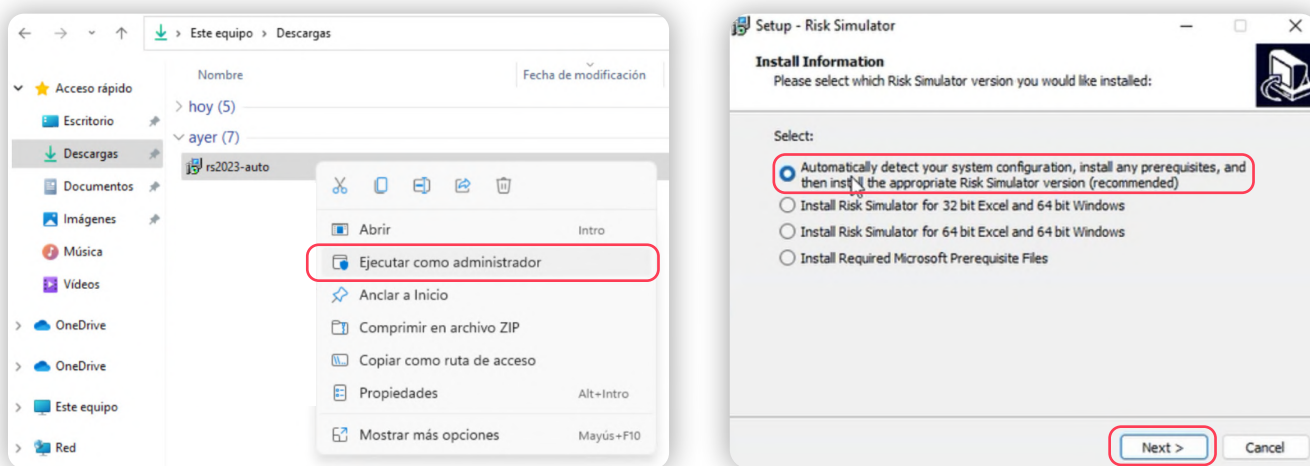 Este equipo > Descargas
Nombre
Fecha de modificación
Acceso rápido
Escritorio
Descargas
Documentos
Imágenes
Música
Vídeos
OneDrive
OneDrive
Este equipo
Red
hoy (5)
ayer (7)
rs2023-auto
Abrir Intro
Ejecutar como administrador
Anclar a Inicio
Comprimir en archivo ZIP
Copiar como ruta de acceso
Propiedades Alt+Intro
Mostrar más opciones Mayús+F10
Setup - Risk Simulator
Install Information
Please select which Risk Simulator version you would like installed:
Select:
Automatically detect your system configuration, install any prerequisites, and
then install the appropriate Risk Simulator version (recommended)
Install Risk Simulator for 32 bit Excel and 64 bit Windows
Install Risk Simulator for 64 bit Excel and 64 bit Windows
Install Required Microsoft Prerequisite Files
Next >
Cancel